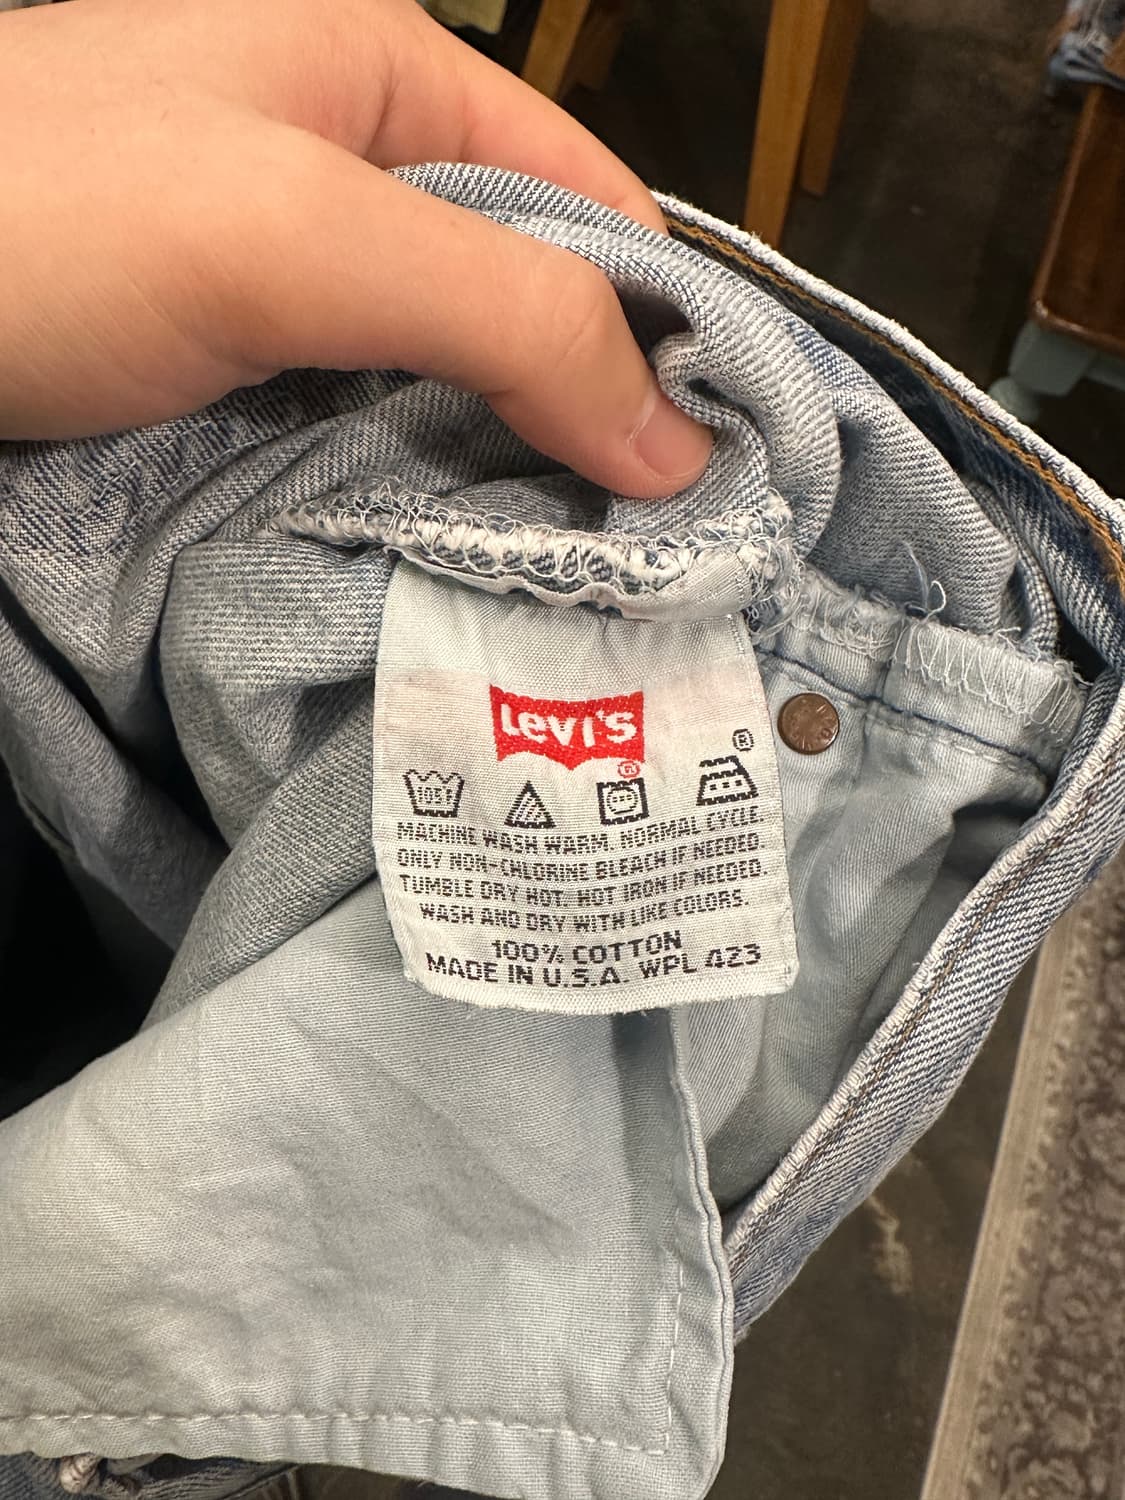 Levi's
®
®
105F
MACHINE WASH WARM. NORMAL CYCLE.
ONLY NON-CHLORINE BLEACH IF NEEDED.
TUMBLE DRY HOT. HOT IRON IF NEEDED.
WASH AND DRY WITH LIKE COLORS.
100% COTTON
MADE IN U.S.A. WPL 423